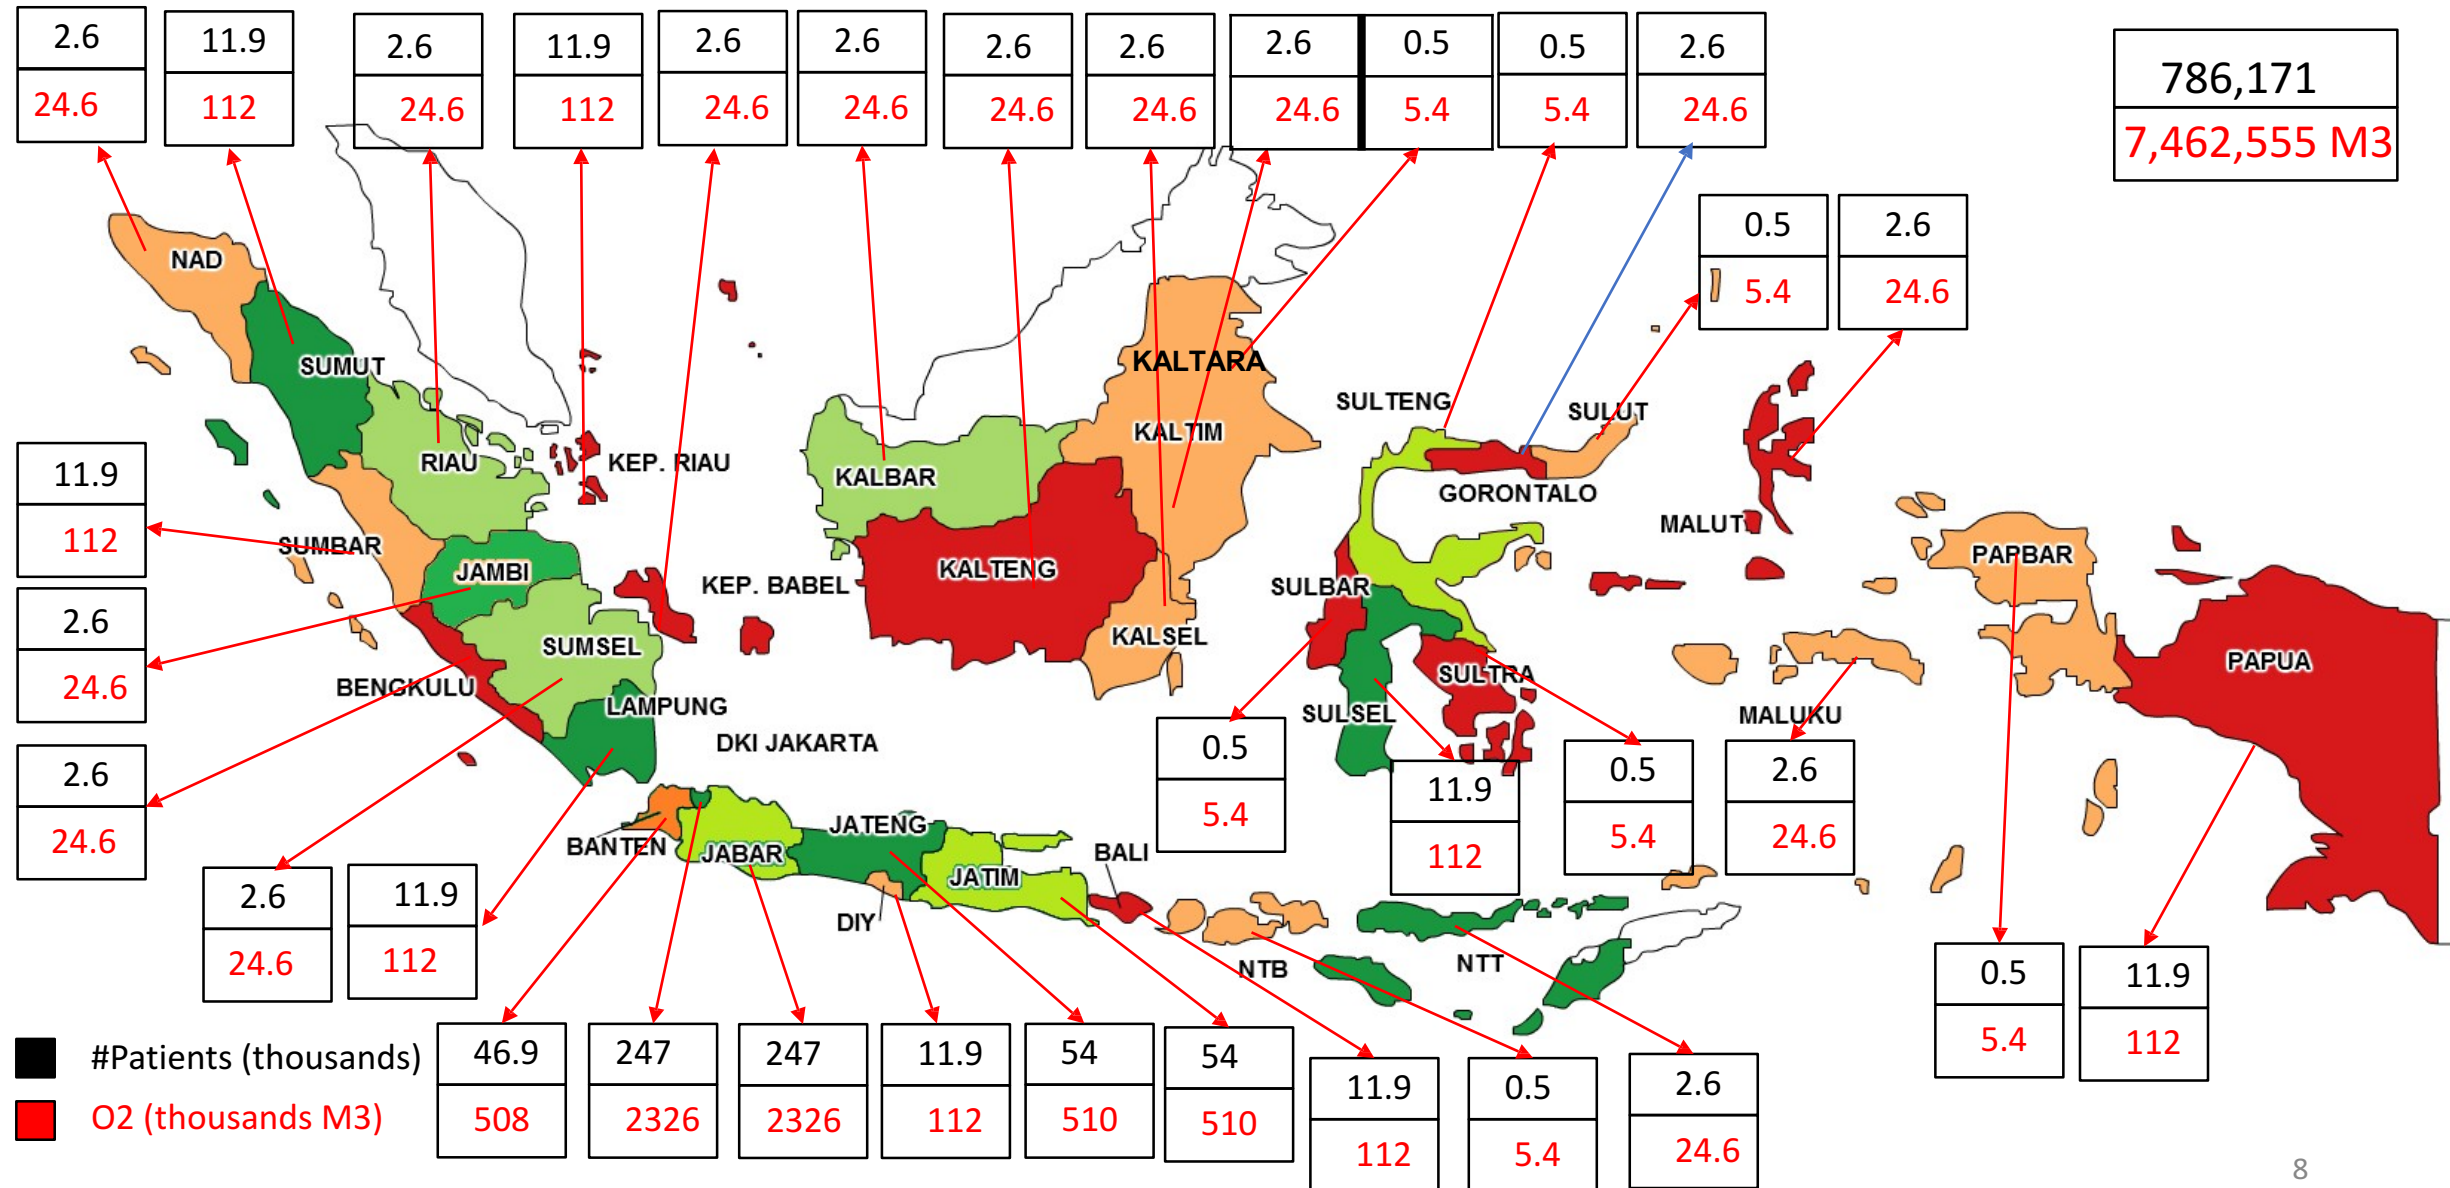 2.6
24.6
11.9
112
2.6
24.6
11.9
112
2.6
24.6
2.6
24.6
2.6
24.6
2.6
24.6
2.6
24.6
0.5
5.4
0.5
5.4
2.6
24.6
786,171
7,462,555 M3
0.5
5.4
2.6
24.6
NAD
SUMUT
RIAU
KEP. RIAU
SUMBAR
JAMBI
KEP. BABEL
SUMSEL
BENGKULU
LAMPUNG
DKI JAKARTA
KALTARA
KALTIM
KALBAR
KALTENG
KALSEL
SULTENG
SULUT
GORONTALO
MALUT
SULBAR
SULTRA
SULSEL
MALUKU
PAPBAR
PAPUA
BANTEN
JABAR
JATENG
JATIM
DIY
BALI
NTB
NTT
11.9
112
2.6
24.6
2.6
24.6
2.6
24.6
11.9
112
0.5
5.4
11.9
112
0.5
5.4
2.6
24.6
0.5
5.4
11.9
112
#Patients (thousands)
O2 (thousands M3)
46.9
508
247
2326
247
2326
11.9
112
54
510
54
510
11.9
112
0.5
5.4
2.6
24.6
8